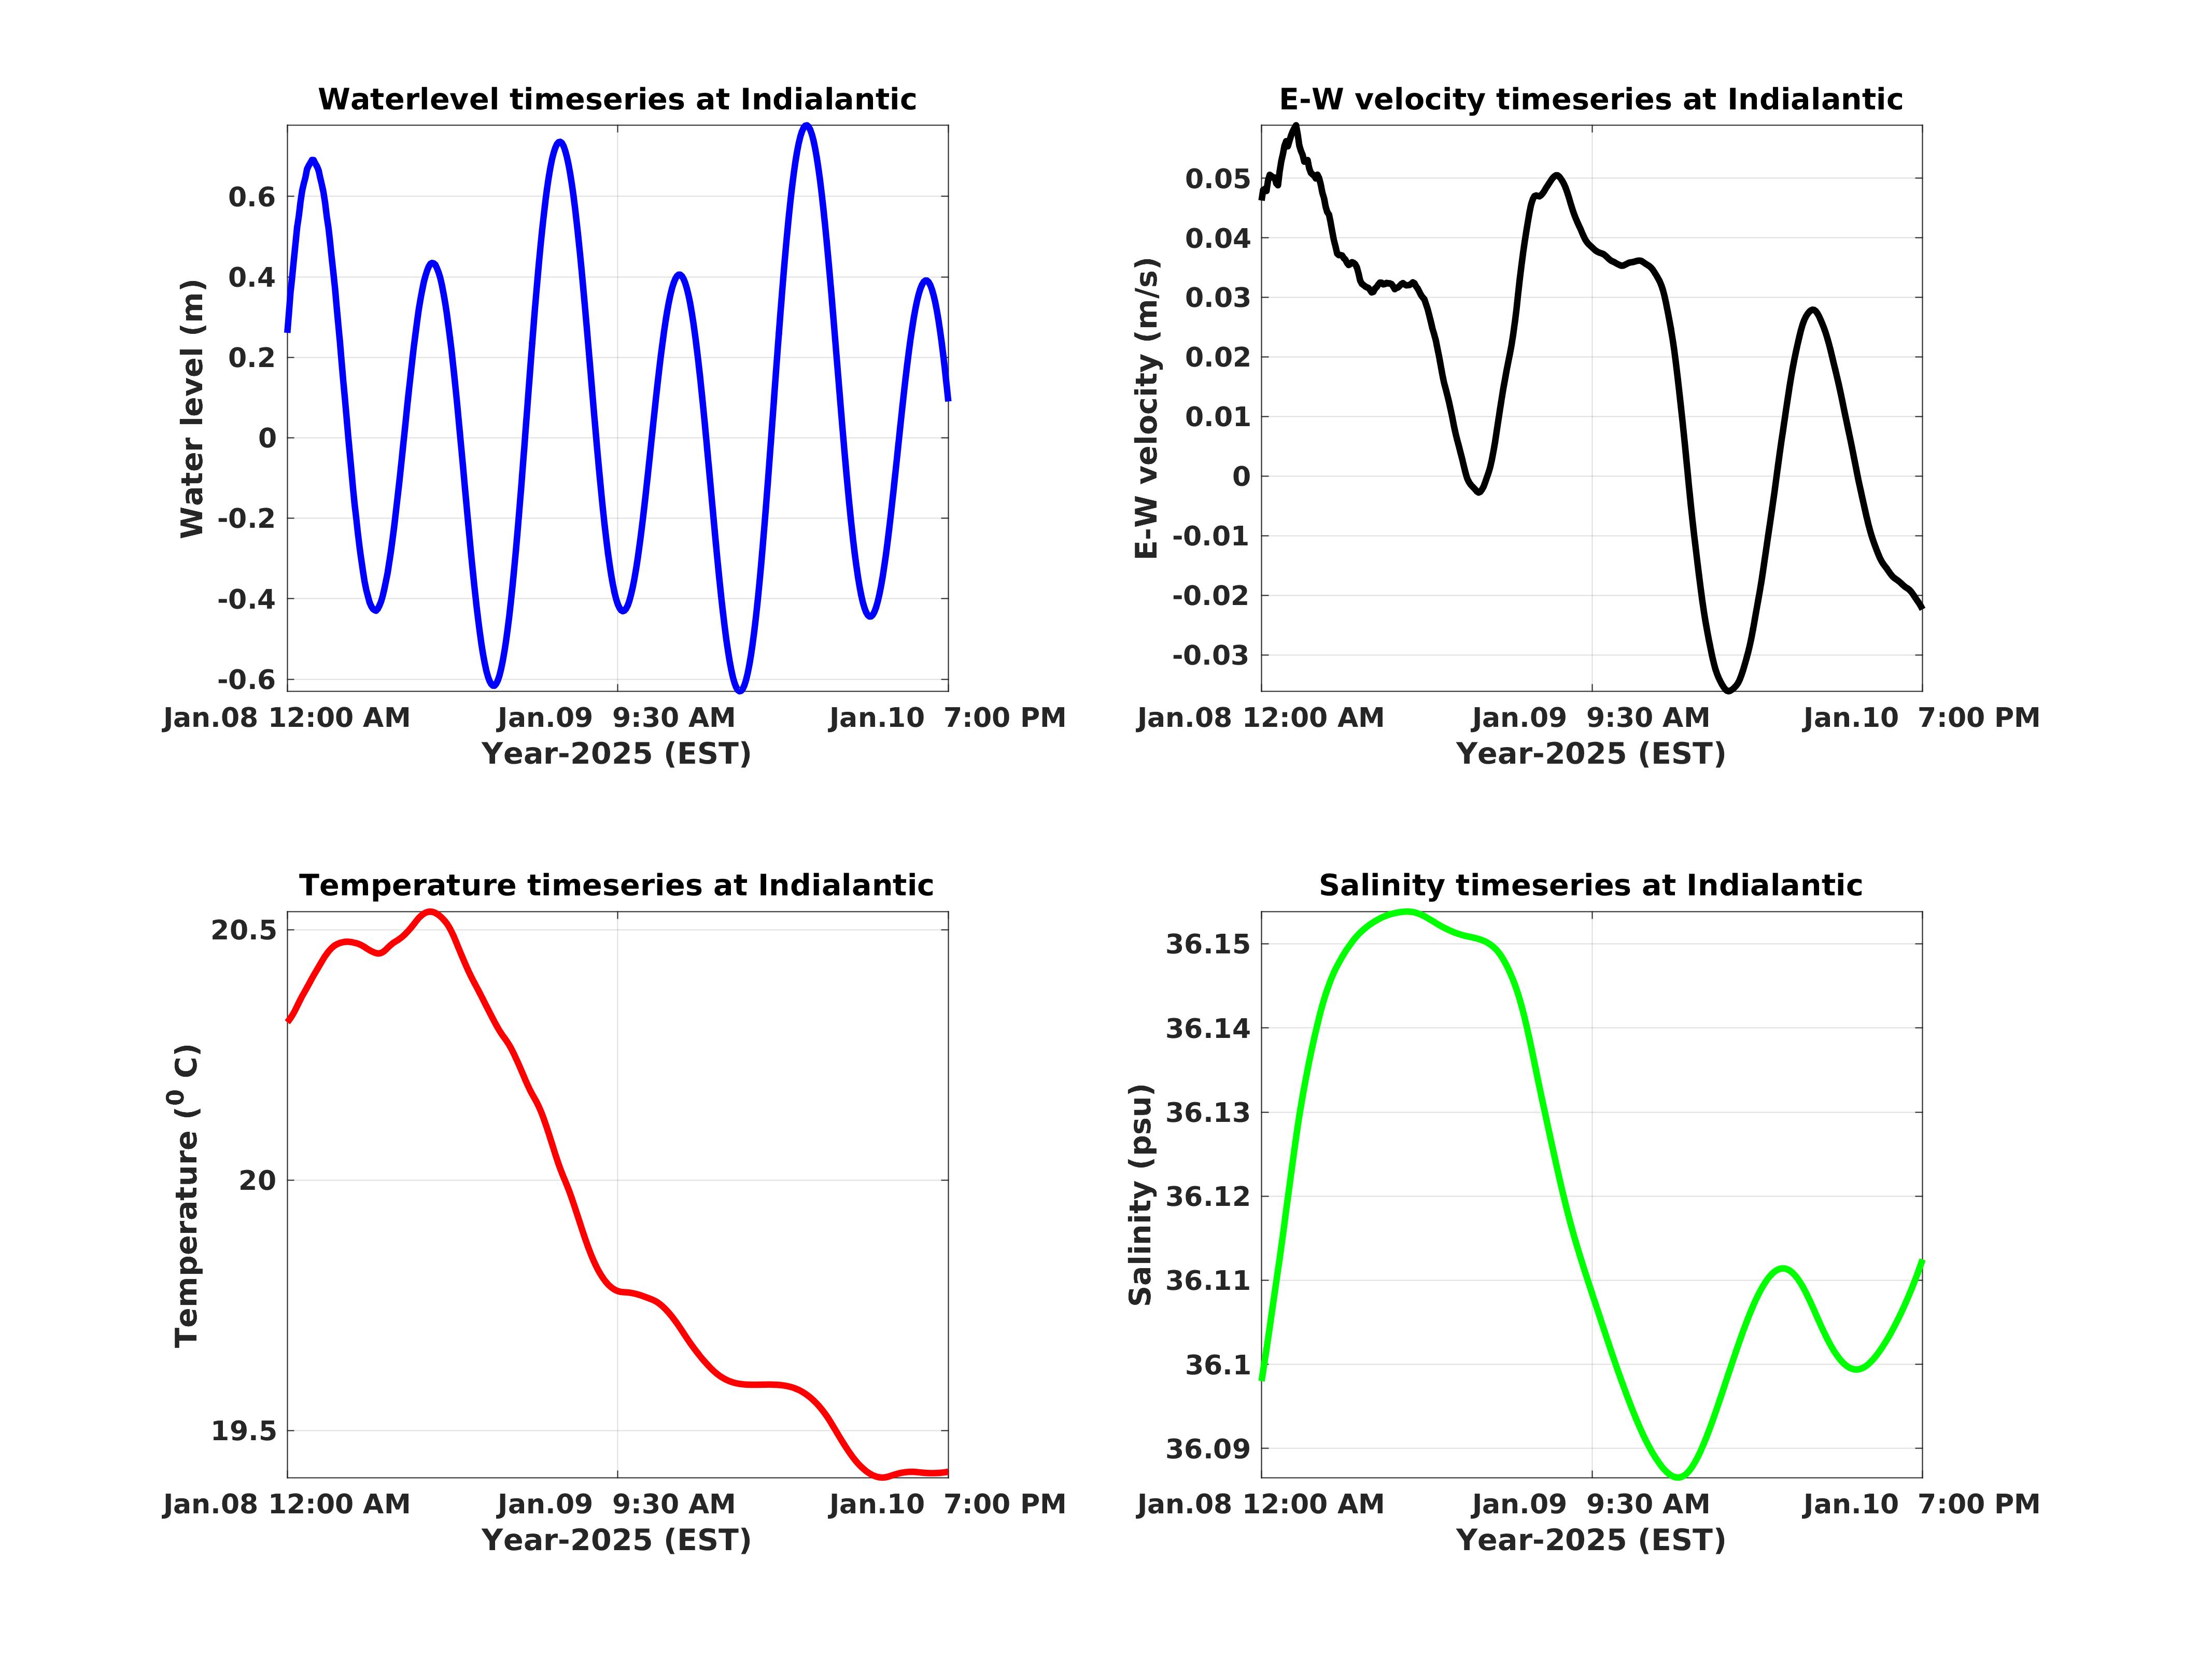 Waterlevel timeseries at Indialantic
Water level (m)
0.6
0.4
0.2
0
-0.2
-0.4
-0.6
Jan.08 12:00 AM Jan.09  9:30 AM Jan.10  7:00 PM
Year-2025 (EST)
E-W velocity timeseries at Indialantic
E-W velocity (m/s)
0.05
0.04
0.03
0.02
0.01
0
-0.01
-0.02
-0.03
Jan.08 12:00 AM Jan.09  9:30 AM Jan.10  7:00 PM
Year-2025 (EST)
Temperature timeseries at Indialantic
Temperature (⁰ C)
20.5
20
19.5
Jan.08 12:00 AM Jan.09  9:30 AM Jan.10  7:00 PM
Year-2025 (EST)
Salinity timeseries at Indialantic
Salinity (psu)
36.15
36.14
36.13
36.12
36.11
36.1
36.09
Jan.08 12:00 AM Jan.09  9:30 AM Jan.10  7:00 PM
Year-2025 (EST)